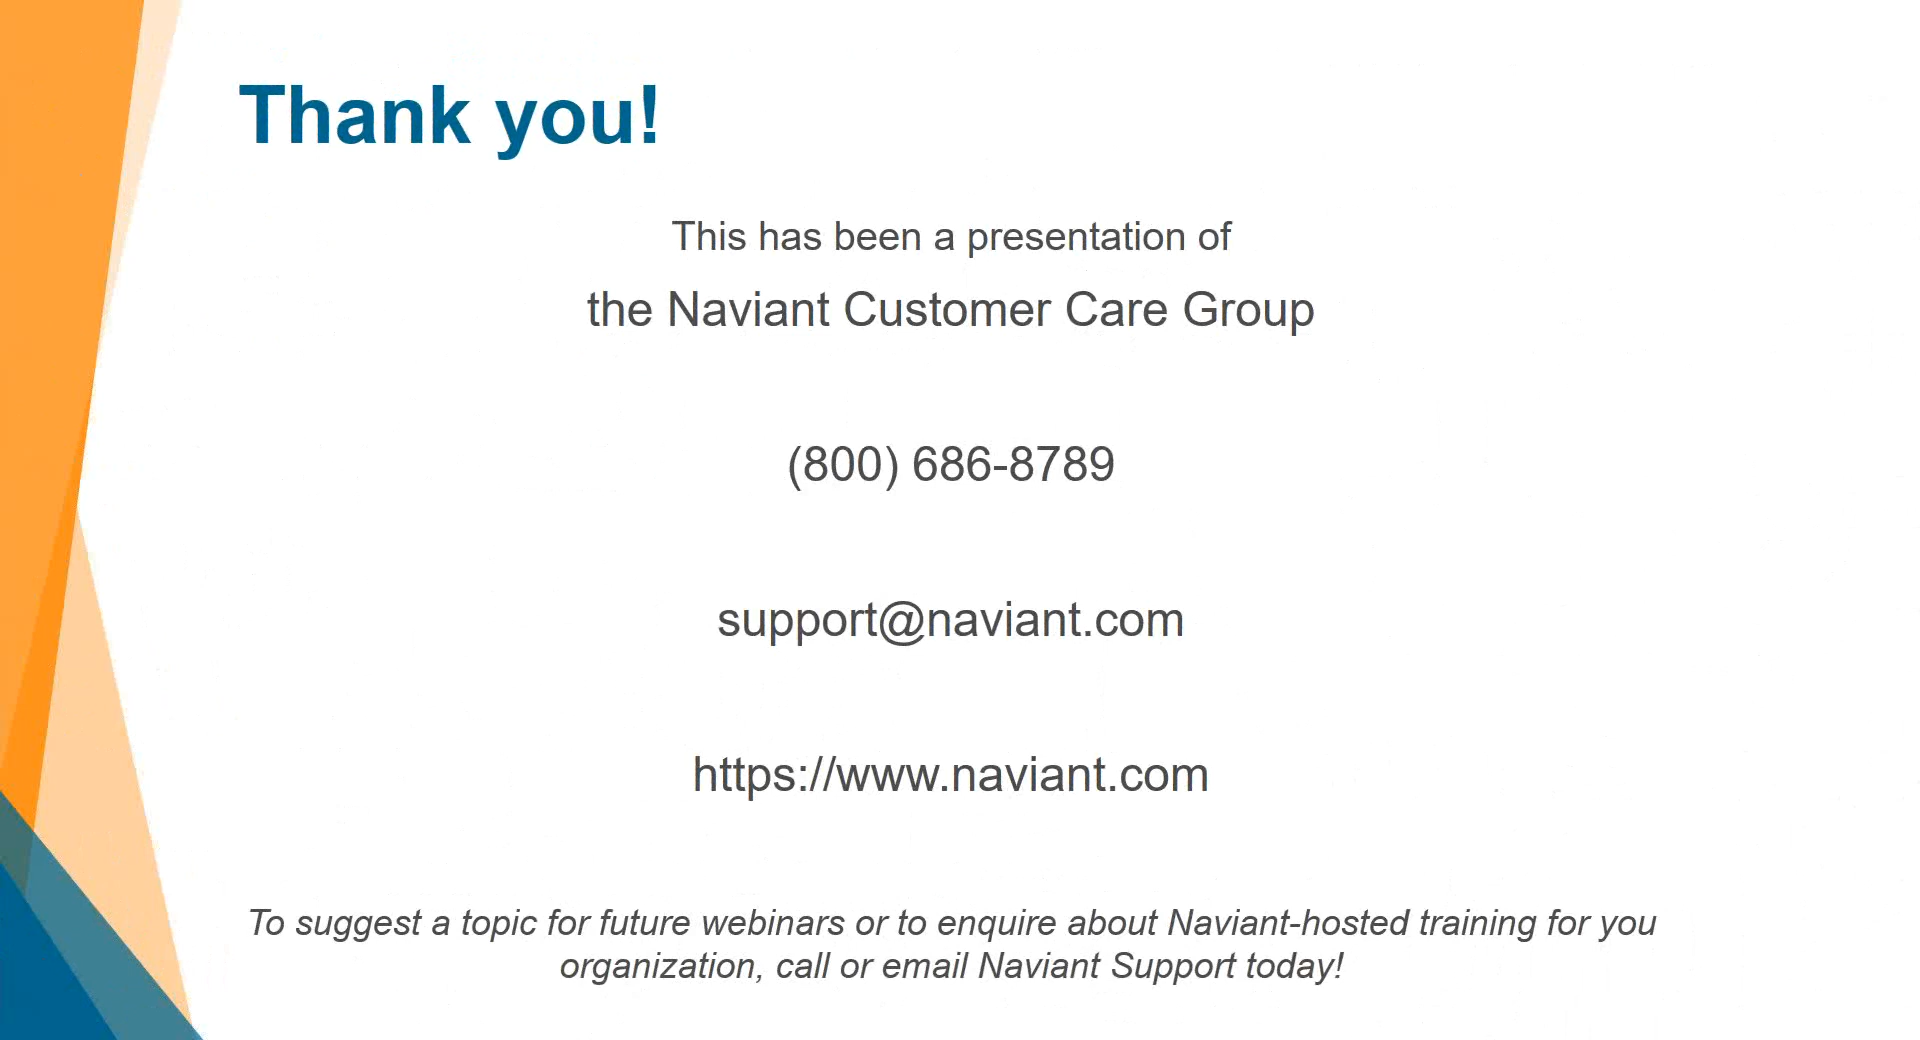 Thank you!
This has been a presentation of
the Naviant Customer Care Group
(800) 686-8789
support@naviant.com
https://www.naviant.com
To suggest a topic for future webinars or to enquire about Naviant-hosted training for you
organization, call or email Naviant Support today!